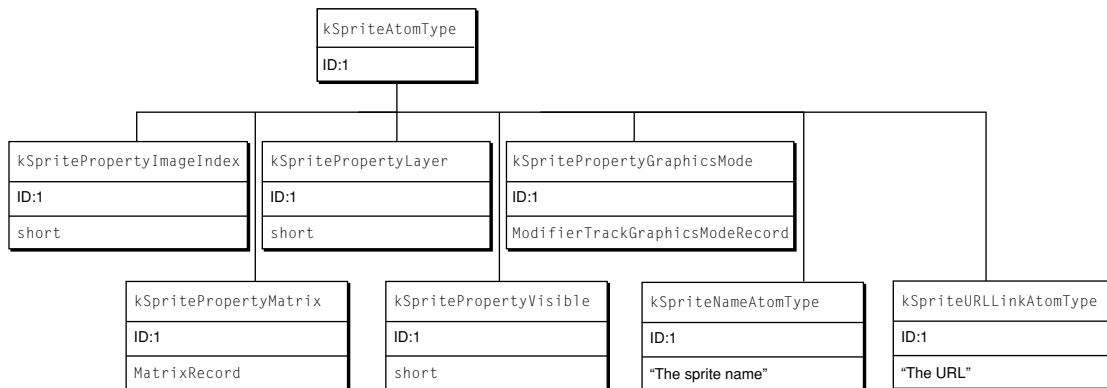 kSpriteAtomType
ID:1
kSpritePropertyImageIndex
ID:1
short
kSpritePropertyLayer
ID:1
short
kSpritePropertyGraphicsMode
ID:1
ModifierTrackGraphicsModeRecord
kSpritePropertyMatrix
ID:1
MatrixRecord
kSpritePropertyVisible
ID:1
short
kSpriteNameAtomType
ID:1
“The sprite name”
kSpriteURLLinkAtomType
ID:1
“The URL”